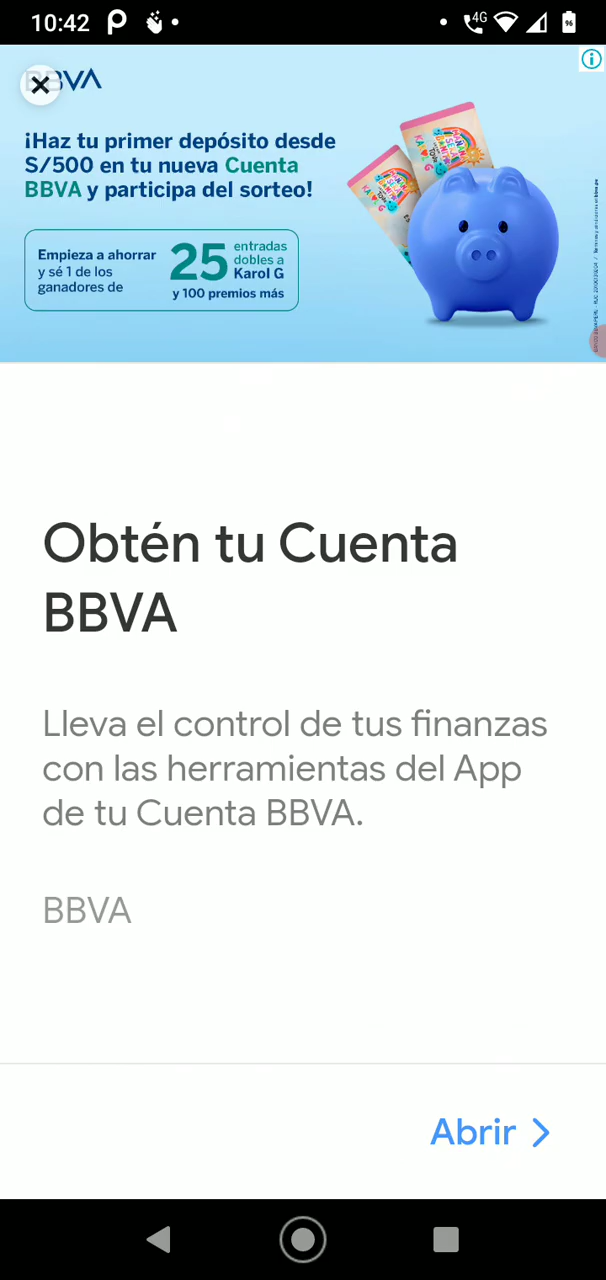 10:42
4G
96
BBVA
¡Haz tu primer depósito desde
S/500 en tu nueva Cuenta
BBVA y participa del sorteo!
Empieza a ahorrar
y sé 1 de los
ganadores de
25
entradas
dobles a
Karol G
y 100 premios más
Obtén tu Cuenta
BBVA
Lleva el control de tus finanzas
con las herramientas del App
de tu Cuenta BBVA.
BBVA
Abrir